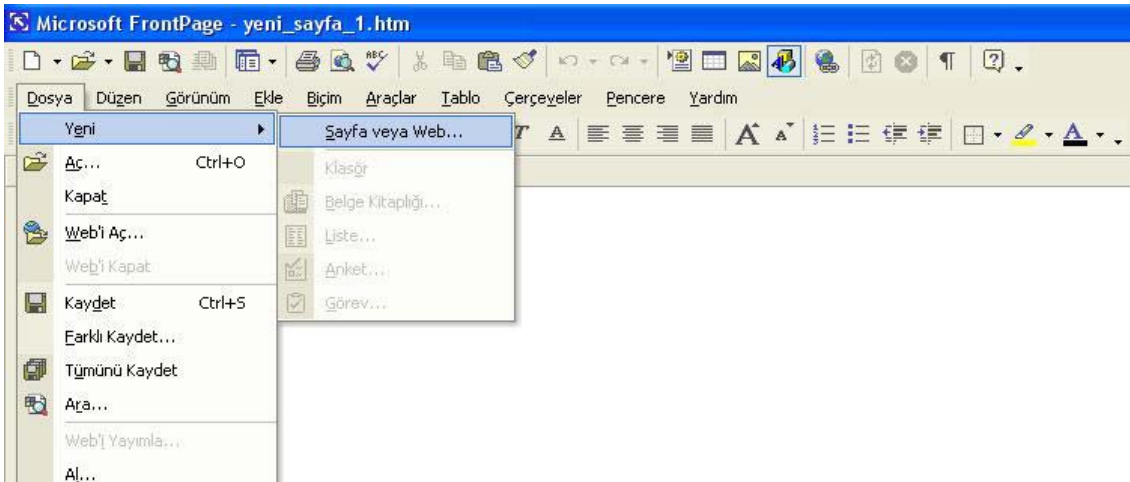 Microsoft FrontPage - yeni_sayfa_1.htm
Dosya Düzen Görünüm Ekle Biçim Araçlar Tablo Çerçeveler Pencere Yardım
Yeni
Aç... Ctrl+O
Kapat
Web'i Aç...
Web'i Kapat
Kaydet Ctrl+S
Farklı Kaydet...
Tümünü Kaydet
Ara...
Web'i Yayımla...
Al...
Sayfa veya Web...
Klasör
Belge Kitaplığı...
Liste...
Anket...
Görev...